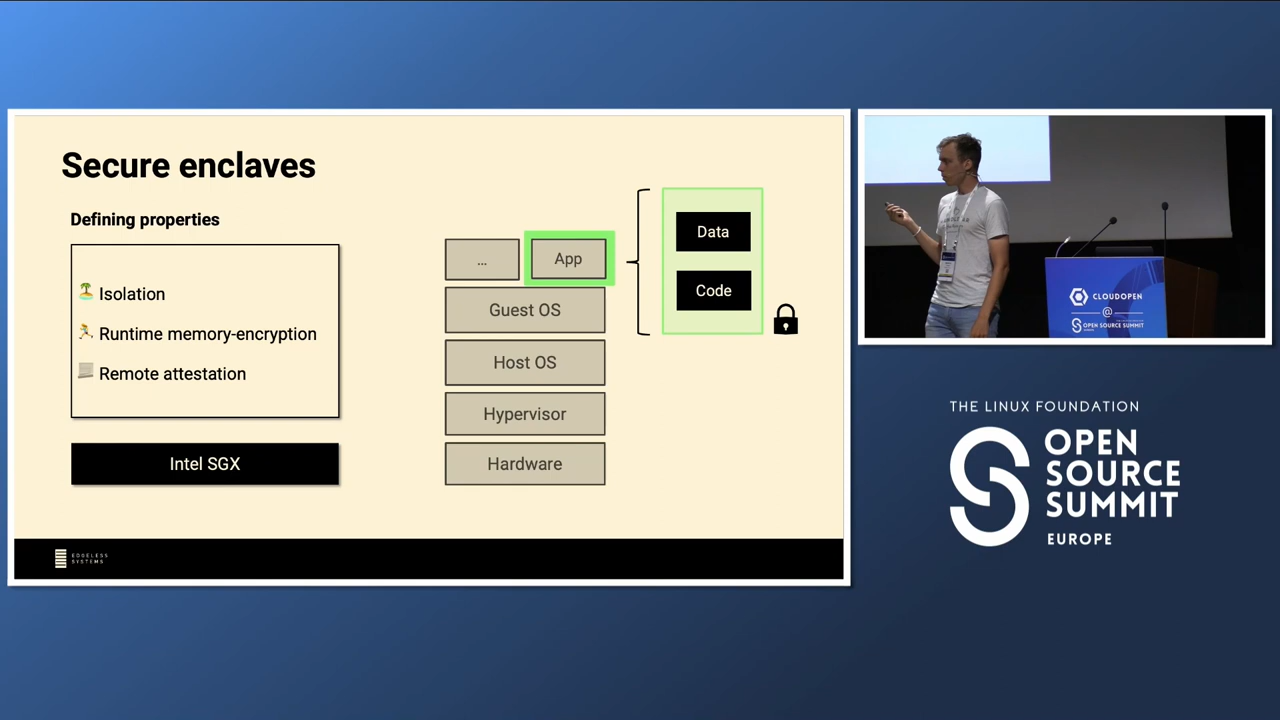 Secure enclaves
Defining properties
Isolation
Runtime memory-encryption
Remote attestation
Intel SGX
...
App
Guest OS
Host OS
Hypervisor
Hardware
Data
Code
EDGELESS
SYSTEMS
CLOUDOPEN
@
OPEN SOURCE SUMMIT
THE LINUX FOUNDATION
OPEN
SOURCE
SUMMIT
EUROPE